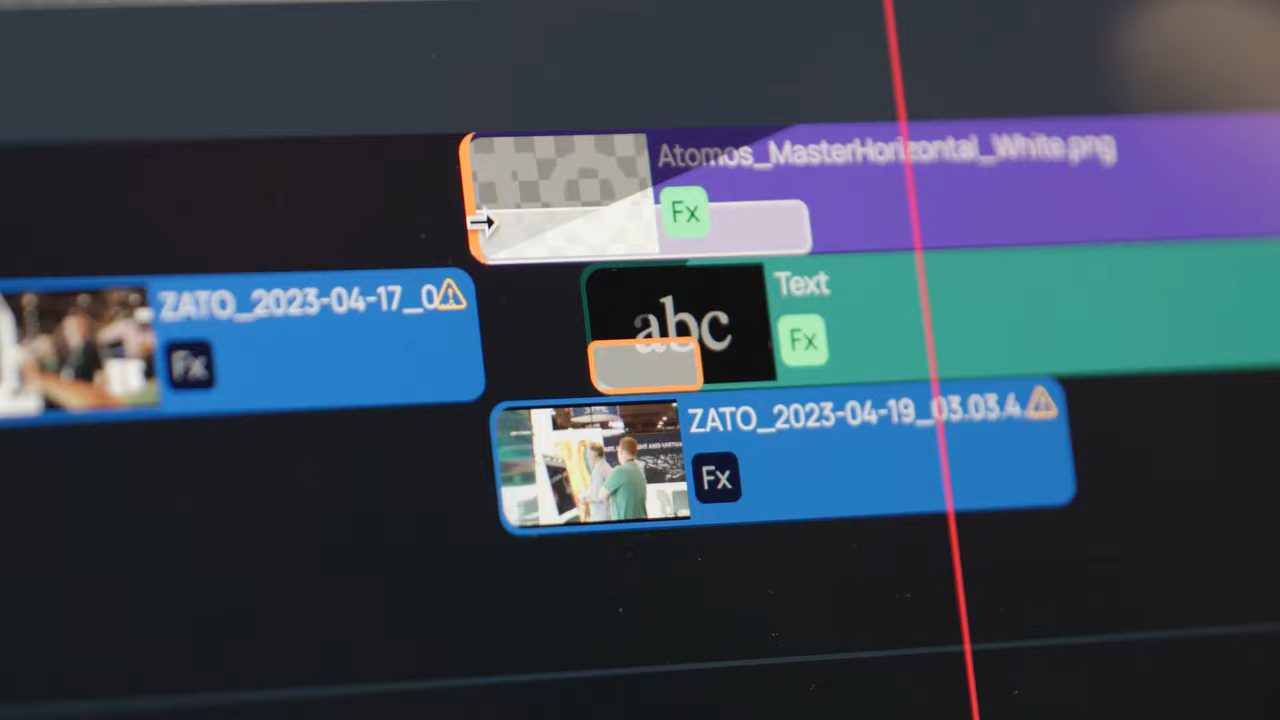 Atomos_MasterHorizontal_White.png
Fx
ZATO_2023-04-17_0
Fx
Text
abc
Fx
ZATO_2023-04-19_03.03.4
Fx